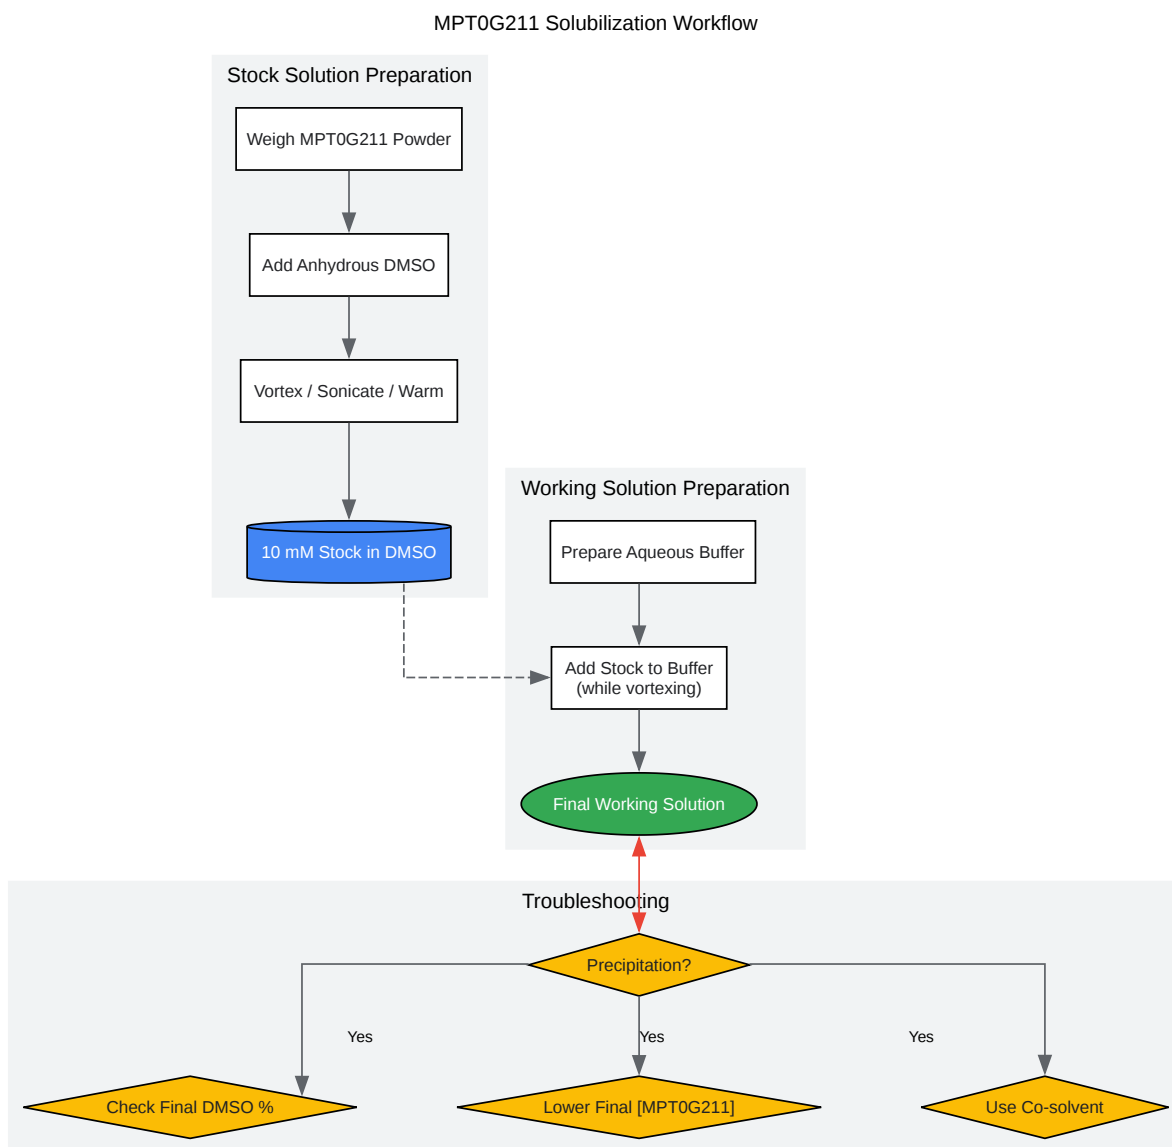 MPT0G211 Solubilization Workflow
Stock Solution Preparation
Weigh MPT0G211 Powder
Add Anhydrous DMSO
Vortex / Sonicate / Warm
10 mM Stock in DMSO
Working Solution Preparation
Prepare Aqueous Buffer
Add Stock to Buffer
(while vortexing)
Final Working Solution
Troubleshooting
Precipitation?
Yes
Yes
Yes
Check Final DMSO %
Lower Final [MPT0G211]
Use Co-solvent